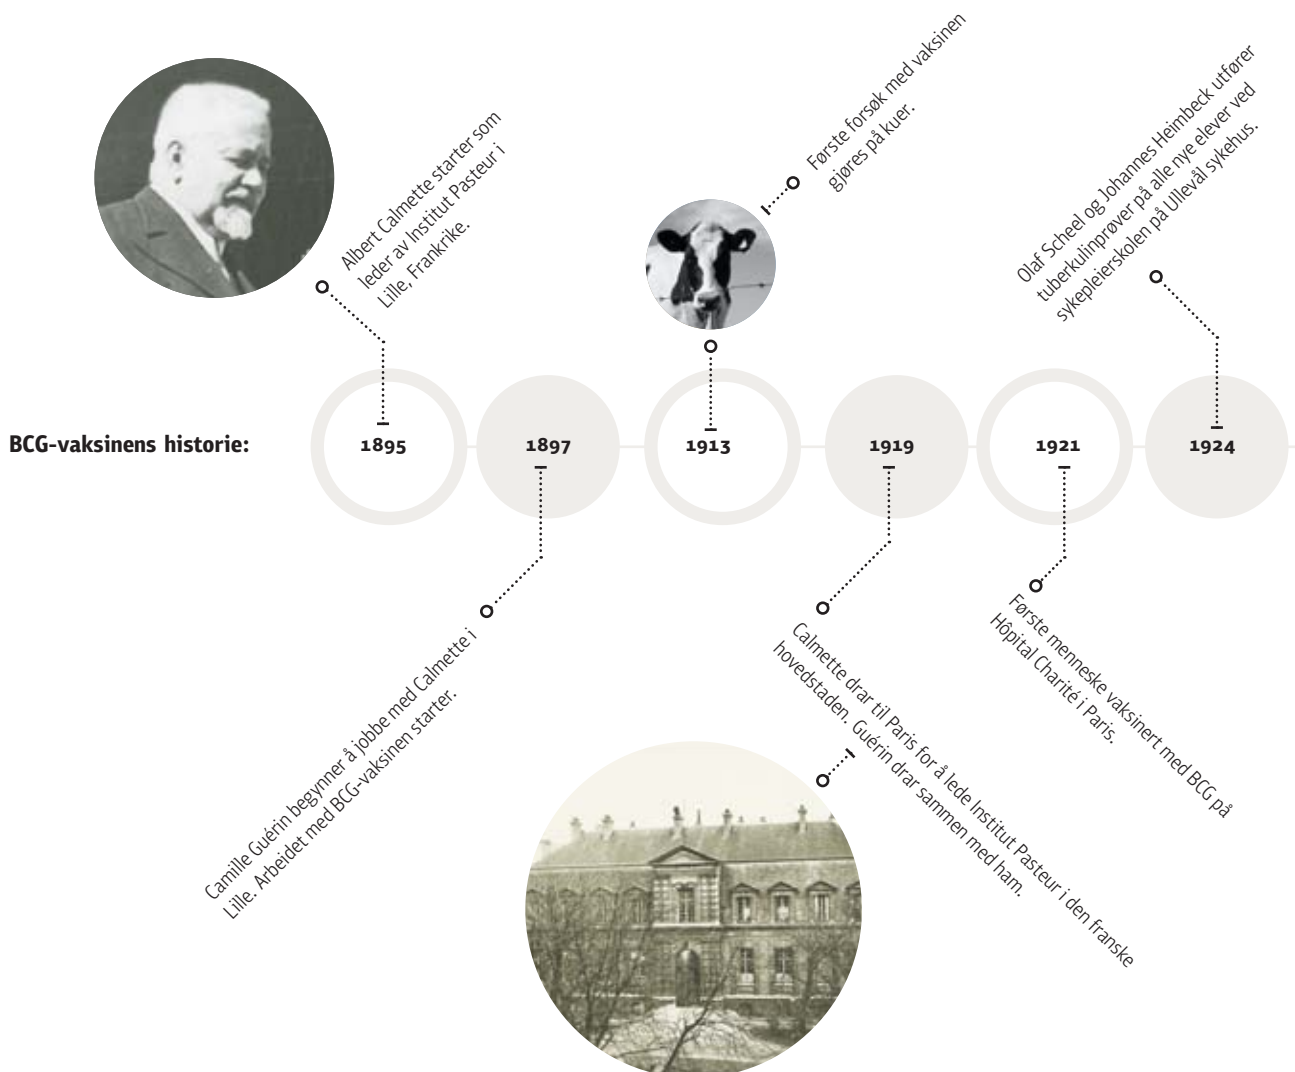 BCG-vaksinens historie:
1895
Albert Calmette starter som
leder av Institut Pasteur i
Lille, Frankrike.
1897
Camille Guérin begynner å jobbe med Calmette i
Lille. Arbeidet med BCG-vaksinen starter.
1913
Første forsøk med vaksinen
gjøres på kuer.
1919
Calmette drar til Paris for å lede Institut Pasteur i den franske
hovedstaden. Guérin drar sammen med ham.
1921
Første menneske vaksinert med BCG på
Hôpital Charité i Paris.
1924
Olaf Scheel og Johannes Heimbeck utfører
tuberkulinprøver på alle nye elever ved
sykepleierskolen på Ullevål sykehus.